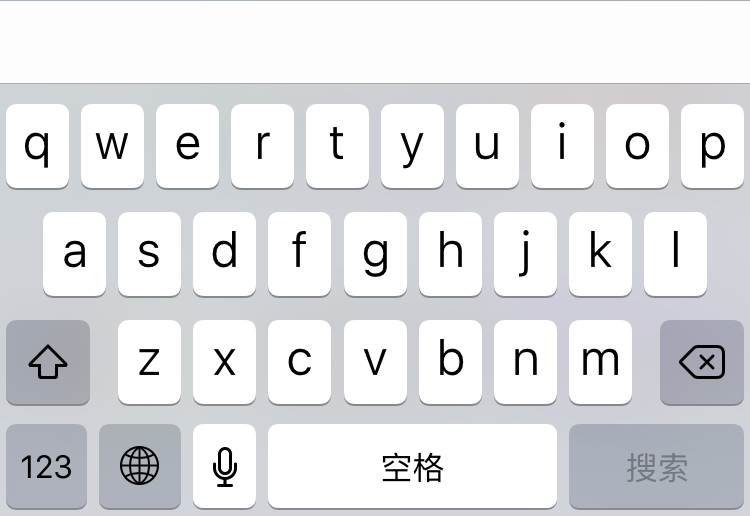 q w e r t y u i o p
a s d f g h j k l
z x c v b n m
123 空格 搜索